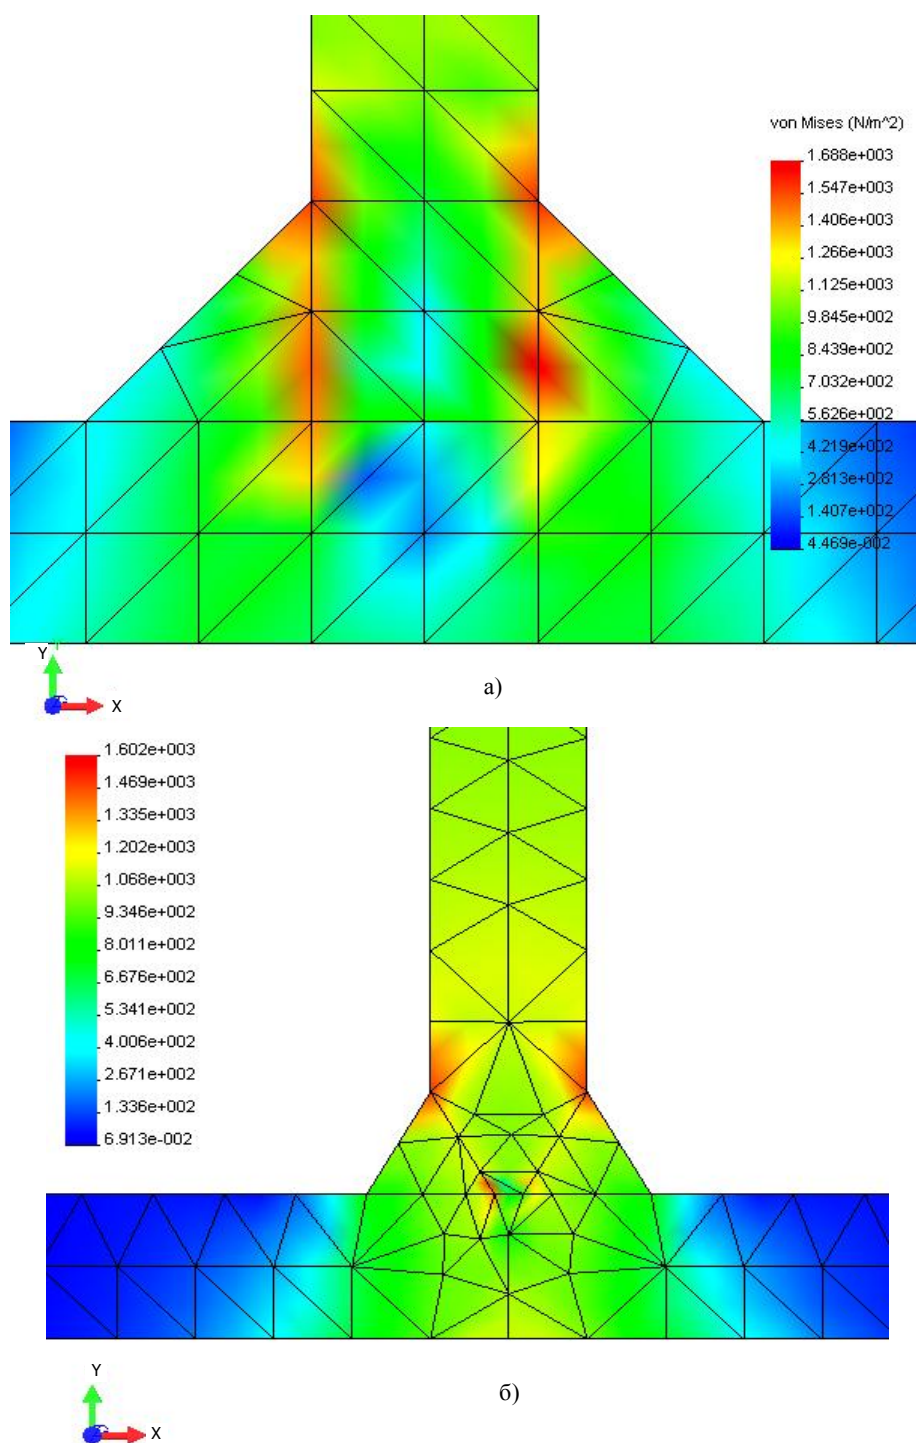 von Mises (N/m^2)
1.688e+003
1.547e+003
1.406e+003
1.266e+003
1.125e+003
9.845e+002
8.439e+002
7.032e+002
5.626e+002
4.219e+002
2.813e+002
1.407e+002
4.469e-002
Y
X
а)
1.602e+003
1.469e+003
1.335e+003
1.202e+003
1.068e+003
9.346e+002
8.011e+002
6.676e+002
5.341e+002
4.006e+002
2.671e+002
1.336e+002
6.913e-002
Y
X
б)